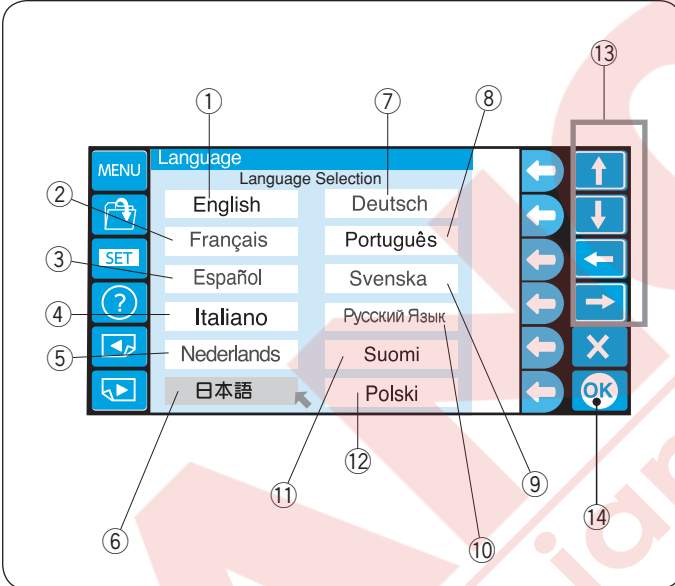 ⑬
① ⑦ ⑧
MENU Language
Language Selection
② English Deutsch
Français Português
③ SET Español Svenska
④ ? Italiano Русский Язык
⑤ Nederlands Suomi
日本語 Polski OK
⑫
⑪ ⑨
⑥ ⑩ ⑭